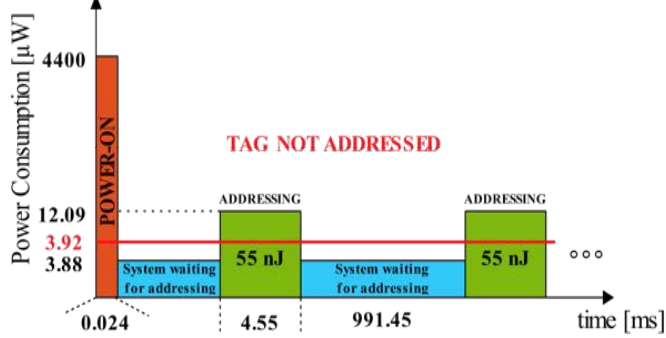 Power Consumption [µW]
4400
POWER-ON
TAG NOT ADDRESSED
ADDRESSING
ADDRESSING
12.09
3.92
3.88
55 nJ
55 nJ
System waiting
for addressing
System waiting
for addressing
0.024
4.55
991.45
time [ms]